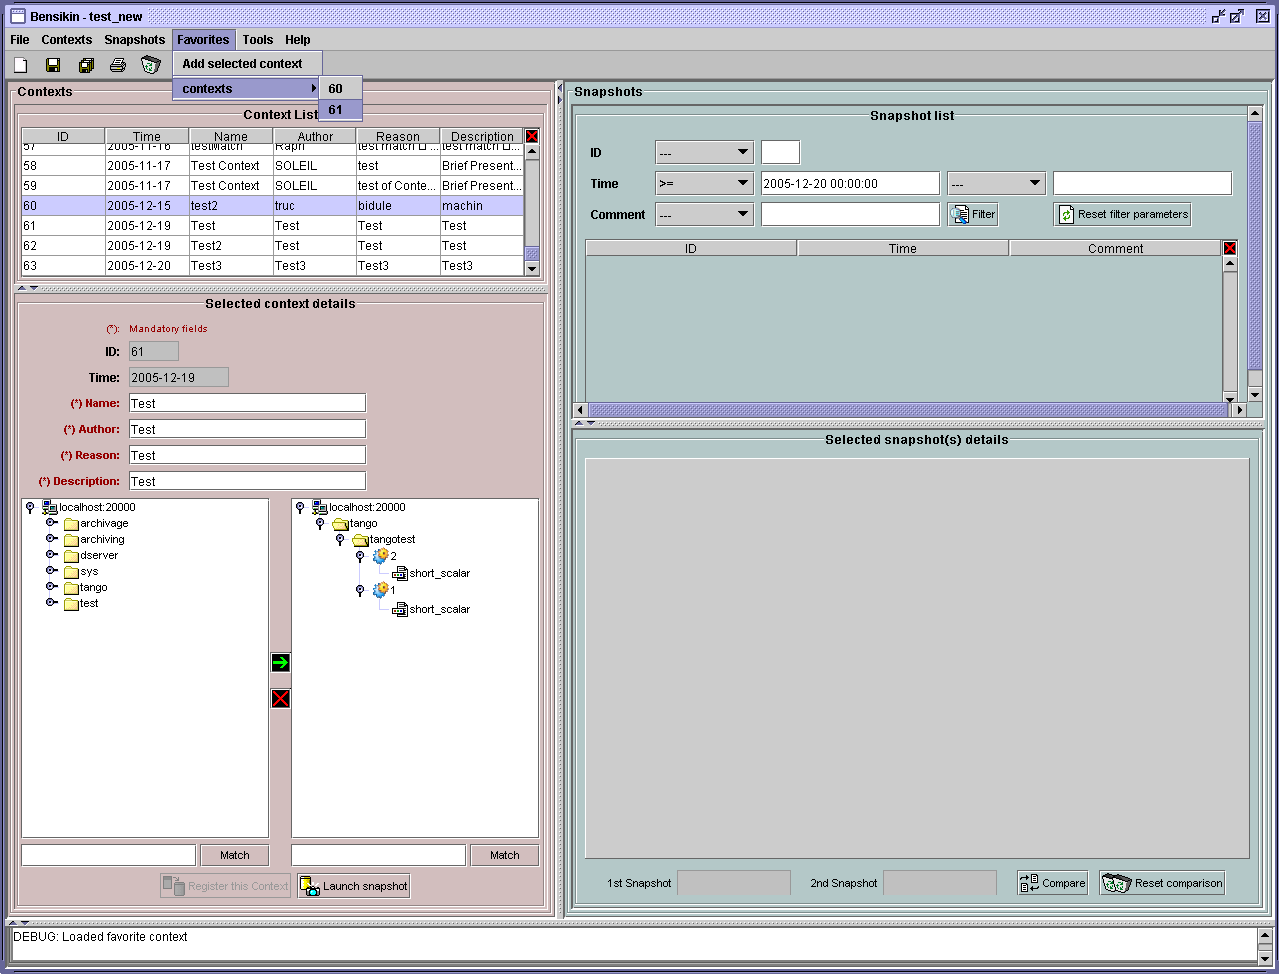 Bensikin - test_new
File Contexts Snapshots Favorites Tools Help
Add selected context
contexts
60
61
Contexts
Context List
ID Time Name Author Reason Description
57 2005-11-16 testMatch Raph test match
58 2005-11-17 Test Context SOLEIL test Brief Present...
59 2005-11-17 Test Context SOLEIL test of Conte... Brief Present...
60 2005-12-15 test2 truc bidule machin
61 2005-12-19 Test Test Test Test
62 2005-12-19 Test2 Test Test Test
63 2005-12-20 Test3 Test3 Test3 Test3
Selected context details
(*): Mandatory fields
ID: 61
Time: 2005-12-19
(*) Name: Test
(*) Author: Test
(*) Reason: Test
(*) Description: Test
localhost:20000
archivage
archiving
dserver
sys
tango
test
localhost:20000
tango
tangotest
2
short_scalar
1
short_scalar
Match
Match
Register this Context
Launch snapshot
Snapshots
Snapshot list
ID ---
Time >= 2005-12-20 00:00:00 ---
Comment --- Filter Reset filter parameters
ID Time Comment
Selected snapshot(s) details
1st Snapshot 2nd Snapshot Compare Reset comparison
DEBUG: Loaded favorite context